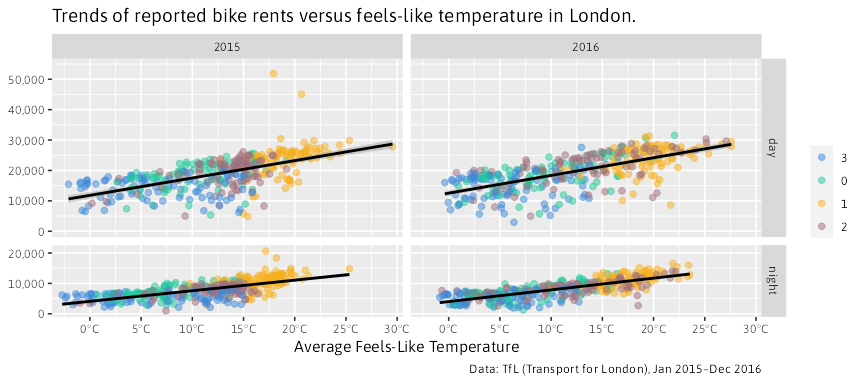 Trends of reported bike rents versus feels-like temperature in London.
2015
2016
50,000
40,000
30,000
20,000
10,000
0
day
20,000
10,000
0
night
0°C 5°C 10°C 15°C 20°C 25°C 30°C
0°C 5°C 10°C 15°C 20°C 25°C 30°C
Average Feels-Like Temperature
3
0
1
2
Data: TfL (Transport for London), Jan 2015–Dec 2016